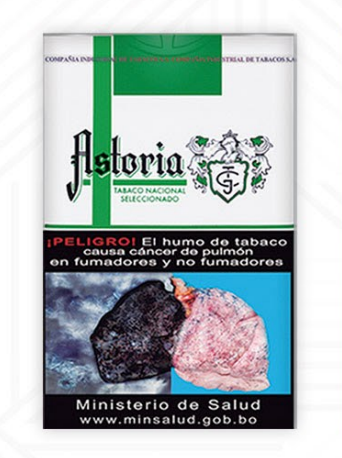 COMPAÑIA INDUSTRIAL DE TABACOS S.A.
Astoria
TABACO NACIONAL
SELECCIONADO
¡PELIGRO! El humo de tabaco
causa cáncer de pulmón
en fumadores y no fumadores
Ministerio de Salud
www.minsalud.gob.bo